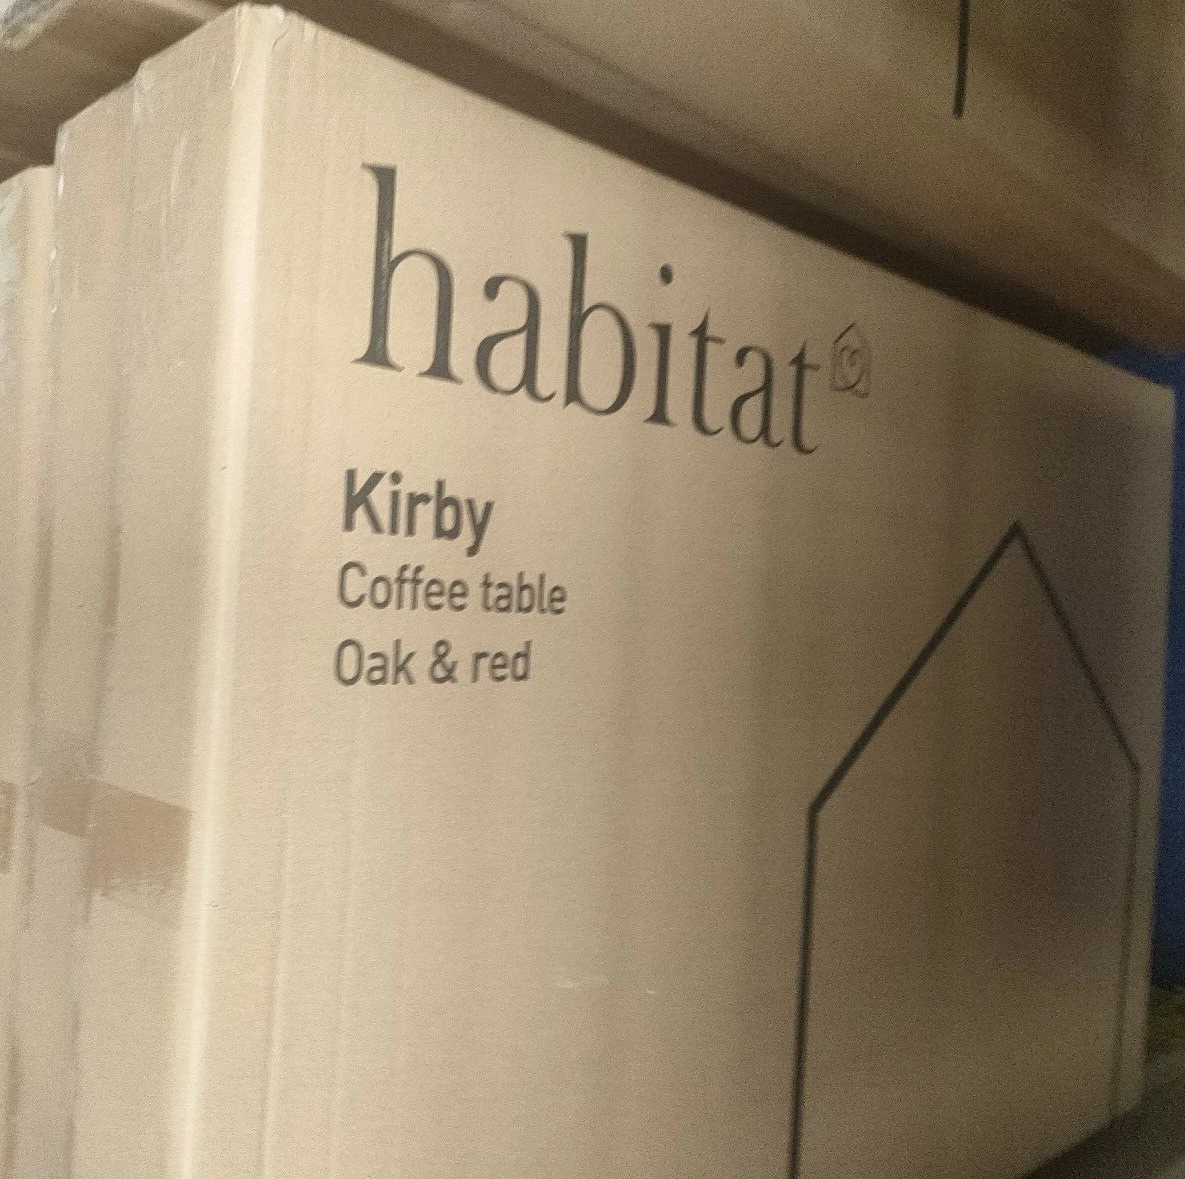 habitat
Kirby
Coffee table
Oak & red